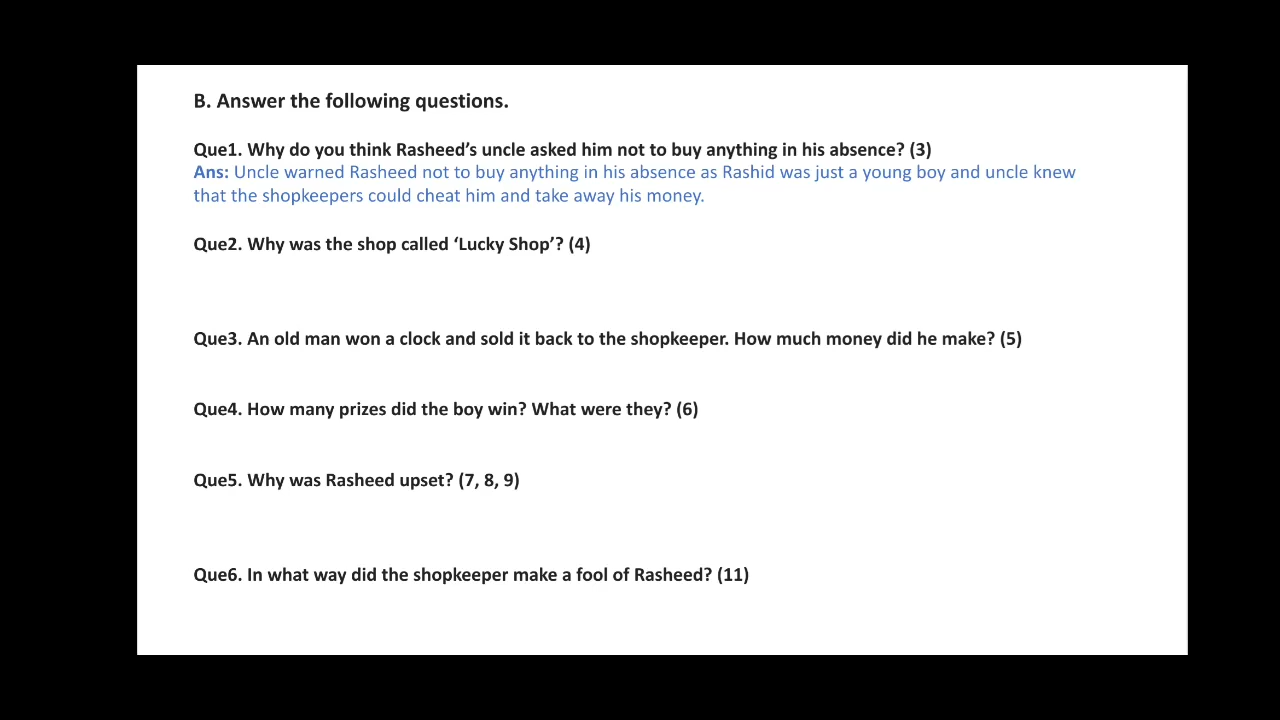 B. Answer the following questions.
Que1. Why do you think Rasheed’s uncle asked him not to buy anything in his absence? (3)
Ans: Uncle warned Rasheed not to buy anything in his absence as Rashid was just a young boy and uncle knew
that the shopkeepers could cheat him and take away his money.
Que2. Why was the shop called ‘Lucky Shop’? (4)
Que3. An old man won a clock and sold it back to the shopkeeper. How much money did he make? (5)
Que4. How many prizes did the boy win? What were they? (6)
Que5. Why was Rasheed upset? (7, 8, 9)
Que6. In what way did the shopkeeper make a fool of Rasheed? (11)